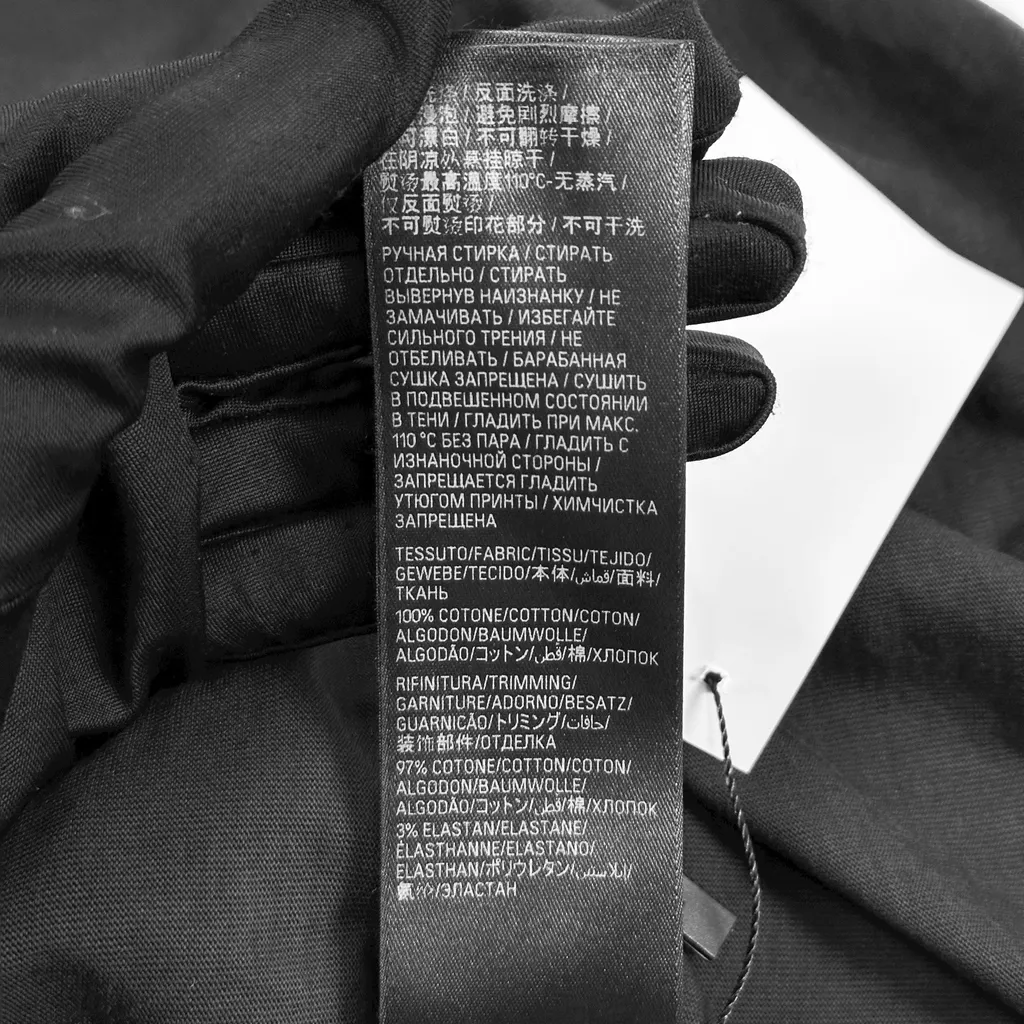 洗涤 / 反面洗涤 /
浸泡 / 避免剧烈摩擦 /
可漂白 / 不可翻转干燥 /
在阴凉处悬挂晾干 /
熨烫最高温度110°C-无蒸汽 /
仅反面熨烫 /
不可熨烫印花部分 / 不可干洗
РУЧНАЯ СТИРКА / СТИРАТЬ
ОТДЕЛЬНО / СТИРАТЬ
ВЫВЕРНУВ НАИЗНАНКУ / НЕ
ЗАМАЧИВАТЬ / ИЗБЕГАЙТЕ
СИЛЬНОГО ТРЕНИЯ / НЕ
ОТБЕЛИВАТЬ / БАРАБАННАЯ
СУШКА ЗАПРЕЩЕНА / СУШИТЬ
В ПОДВЕШЕННОМ СОСТОЯНИИ
В ТЕНИ / ГЛАДИТЬ ПРИ МАКС.
110 °C БЕЗ ПАРА / ГЛАДИТЬ С
ИЗНАНОЧНОЙ СТОРОНЫ /
ЗАПРЕЩАЕТСЯ ГЛАДИТЬ
УТЮГОМ ПРИНТЫ / ХИМЧИСТКА
ЗАПРЕЩЕНА
TESSUTO/FABRIC/TISSU/TEJIDO/
GEWEBE/TECIDO/本体/قماش/面料/
ТКАНЬ
100% COTONE/COTTON/COTON/
ALGODON/BAUMWOLLE/
ALGODÃO/コットン/قطن/棉/ХЛОПОК
RIFINITURA/TRIMMING/
GARNITURE/ADORNO/BESATZ/
GUARNICÃO/トリミング/حافات/
装饰部件/ОТДЕЛКА
97% COTONE/COTTON/COTON/
ALGODON/BAUMWOLLE/
ALGODÃO/コットン/قطن/棉/ХЛОПОК
3% ELASTAN/ELASTANE/
ÉLASTHANNE/ELASTANO/
ELASTHAN/ポリウレタン/إيلاستين/
氨纶/ЭЛАСТАН